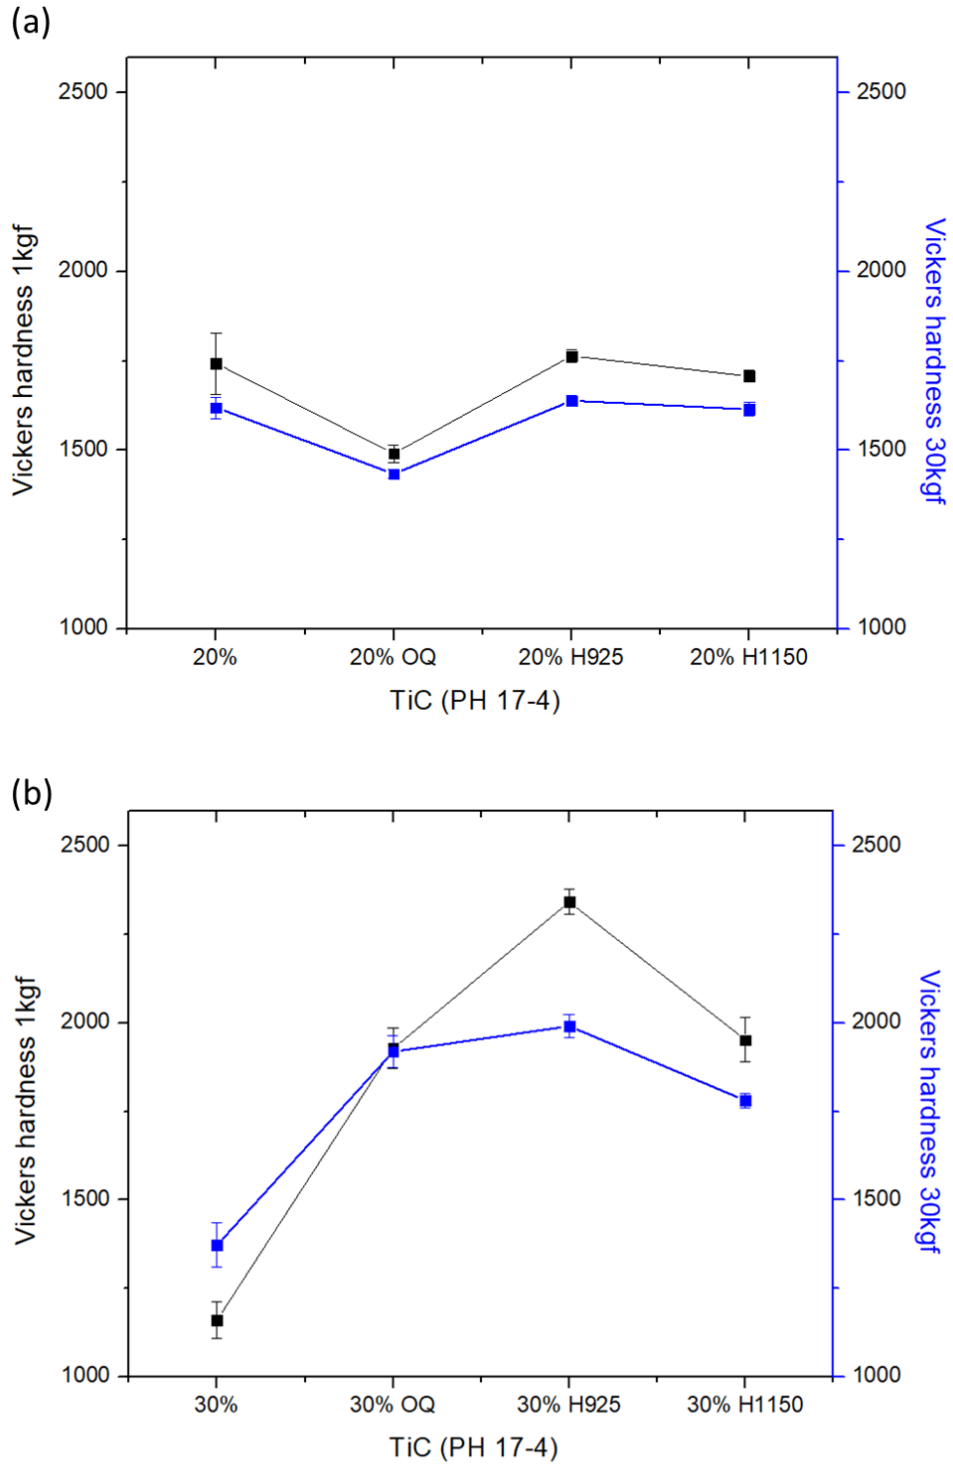 (a)
2500
2000
1500
1000
Vickers hardness 1kgf
2500
2000
1500
1000
Vickers hardness 30kgf
20% 20% OQ 20% H925 20% H1150
TiC (PH 17-4)
(b)
2500
2000
1500
1000
Vickers hardness 1kgf
2500
2000
1500
1000
Vickers hardness 30kgf
30% 30% OQ 30% H925 30% H1150
TiC (PH 17-4)